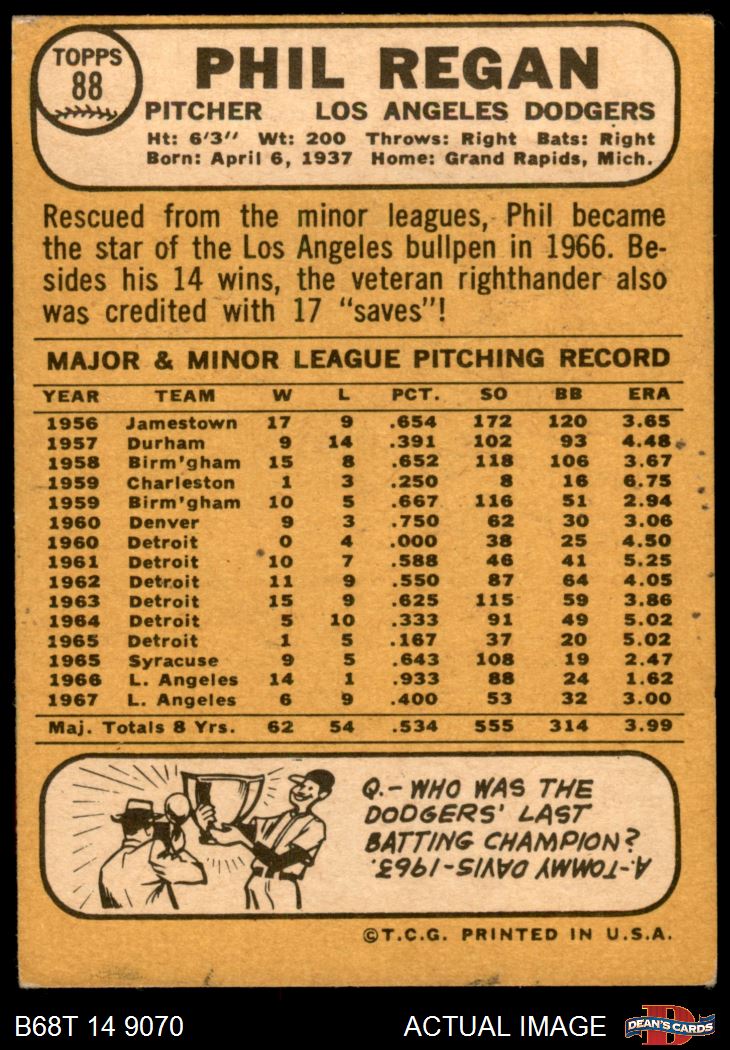 TOPPS
88
PHIL REGAN
PITCHER LOS ANGELES DODGERS
Ht: 6'3" Wt: 200 Throws: Right Bats: Right
Born: April 6, 1937 Home: Grand Rapids, Mich.
Rescued from the minor leagues, Phil became
the star of the Los Angeles bullpen in 1966. Be-
sides his 14 wins, the veteran righthander also
was credited with 17 "saves"!
MAJOR & MINOR LEAGUE PITCHING RECORD
YEAR TEAM W L PCT. SO BB ERA
1956 Jamestown 17 9 .654 172 120 3.65
1957 Durham 9 14 .391 102 93 4.48
1958 Birm'gham 15 8 .652 118 106 3.67
1959 Charleston 1 3 .250 8 16 6.75
1959 Birm'gham 10 5 .667 116 51 2.94
1960 Denver 9 3 .750 62 30 3.06
1960 Detroit 0 4 .000 38 25 4.50
1961 Detroit 10 7 .588 46 41 5.25
1962 Detroit 11 9 .550 87 64 4.05
1963 Detroit 15 9 .625 115 59 3.86
1964 Detroit 5 10 .333 91 49 5.02
1965 Detroit 1 5 .167 37 20 5.02
1965 Syracuse 9 5 .643 108 19 2.47
1966 L. Angeles 14 1 .933 88 24 1.62
1967 L. Angeles 6 9 .400 53 32 3.00
Maj. Totals 8 Yrs. 62 54 .534 555 314 3.99
Q.- WHO WAS THE
DODGERS' LAST
BATTING CHAMPION?
A-TOMMY DAVIS-1963.
©T.C.G. PRINTED IN U.S.A.
B68T 14 9070 ACTUAL IMAGE
D
DEAN'S CARDS